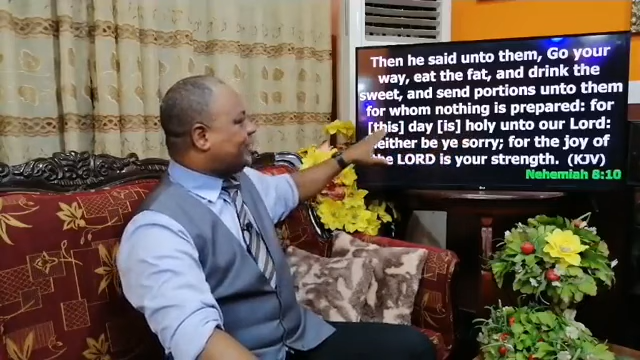 Then he said unto them, Go your
way, eat the fat, and drink the
sweet, and send portions unto them
for whom nothing is prepared: for
[this] day [is] holy unto our Lord:
neither be ye sorry; for the joy of
the LORD is your strength. (KJV)
Nehemiah 8:10
LG